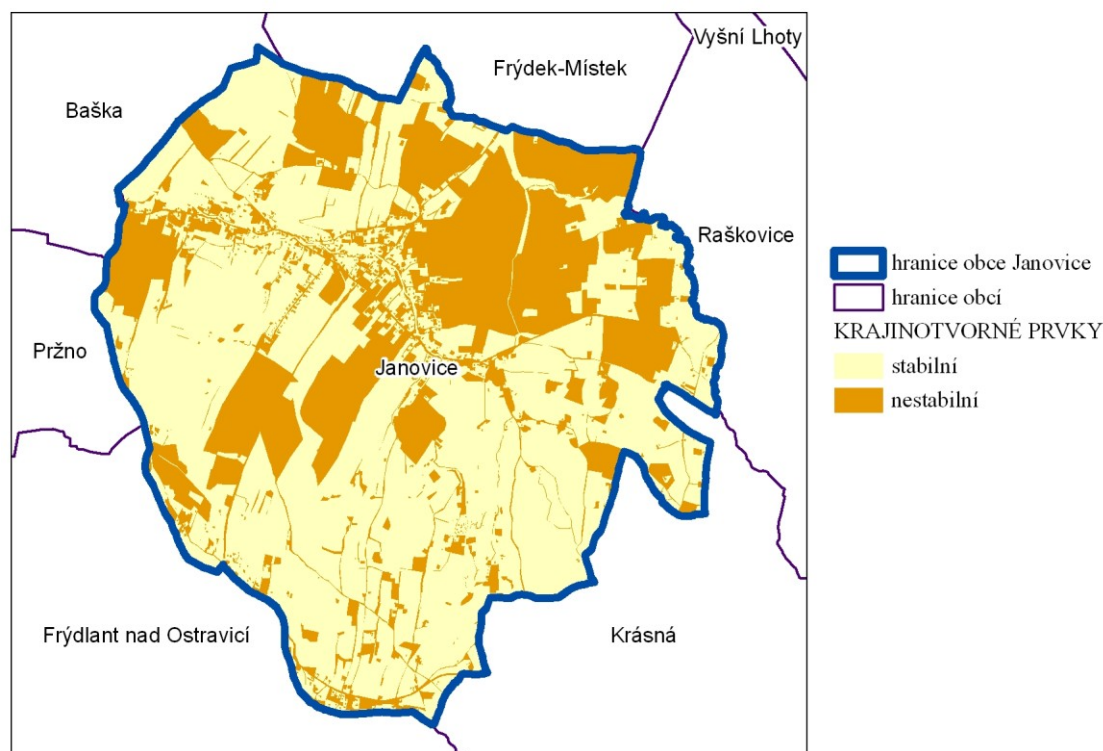 Vyšní Lhoty
Frýdek-Místek
Baška
Raškovice
Pržno
Janovice
Frýdlant nad Ostravicí
Krásná
hranice obce Janovice
hranice obcí
KRAJINOTVORNÉ PRVKY
stabilní
nestabilní